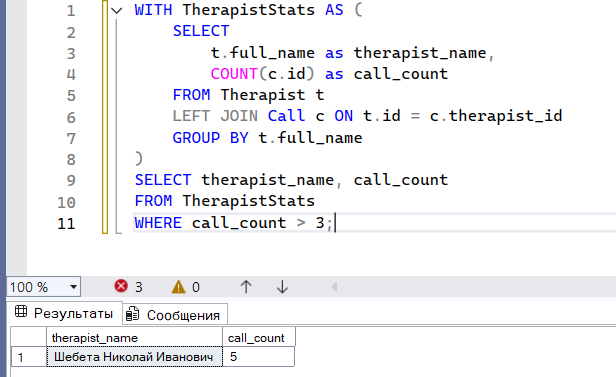 1 WITH TherapistStats AS (
2 SELECT
3 t.full_name as therapist_name,
4 COUNT(c.id) as call_count
5 FROM Therapist t
6 LEFT JOIN Call c ON t.id = c.therapist_id
7 GROUP BY t.full_name
8 )
9 SELECT therapist_name, call_count
10 FROM TherapistStats
11 WHERE call_count > 3;
100 % 3 0
Результаты Сообщения
therapist_name call_count
1 Шебета Николай Иванович 5